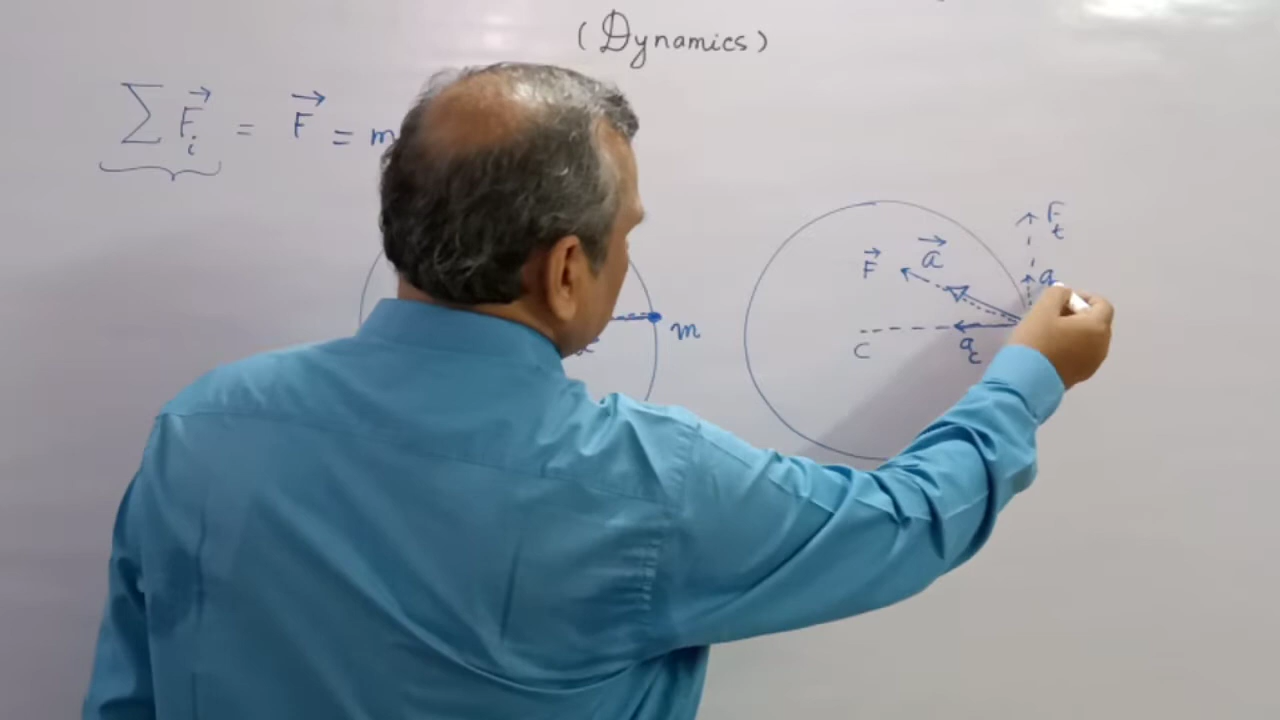 (Dynamics)
∑ F⃗ᵢ = F⃗ = m
m
F_t
F⃗ a⃗ a
C a_c